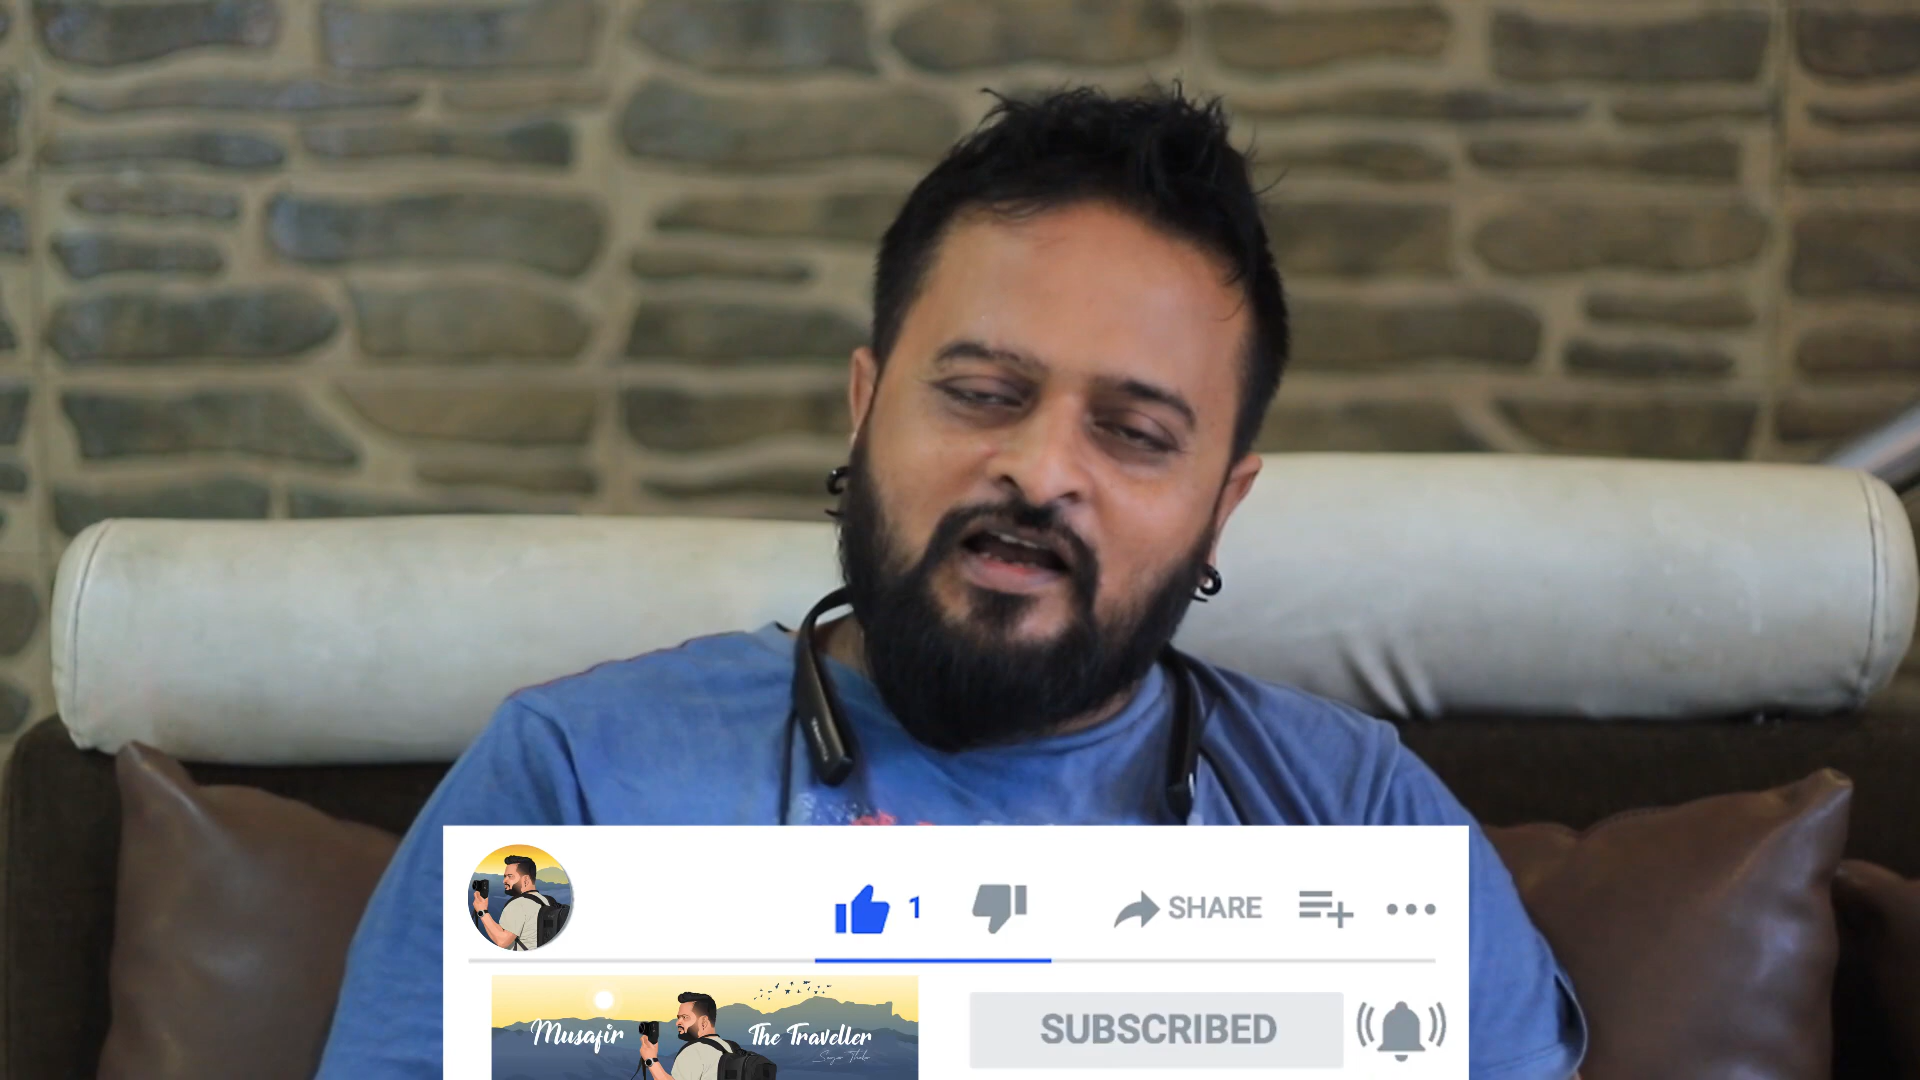 1
SHARE
Musafir
The Traveller
SUBSCRIBED